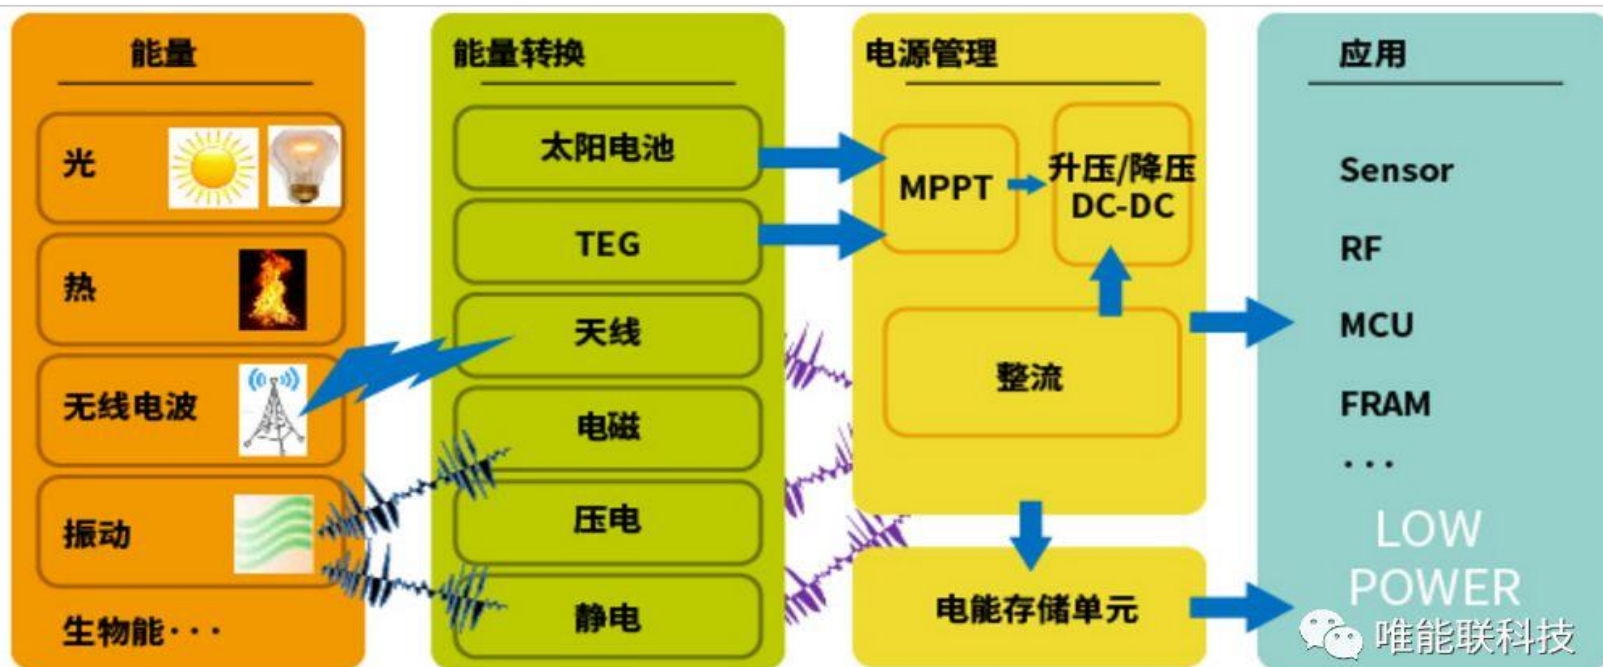 能量
光
热
无线电波
振动
生物能···
能量转换
太阳电池
TEG
天线
电磁
压电
静电
电源管理
MPPT
升压/降压
DC-DC
整流
电能存储单元
应用
Sensor
RF
MCU
FRAM
···
LOW
POWER
唯能联科技